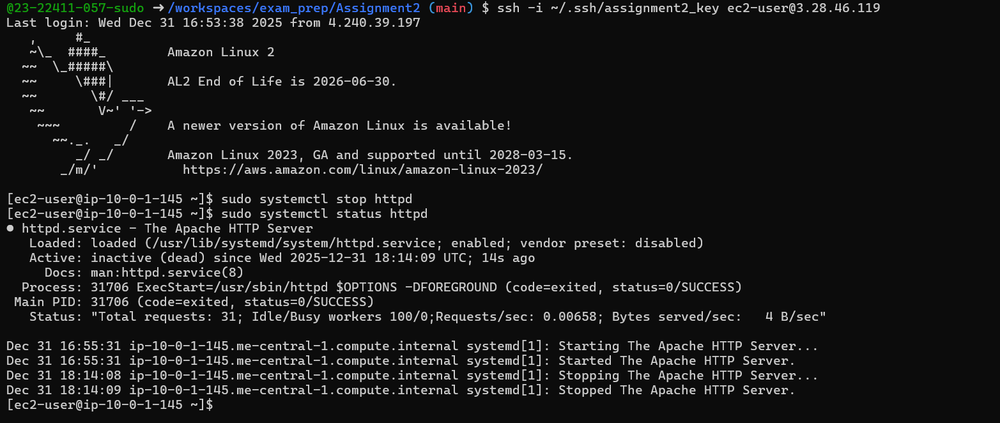 @23-22411-057-sudo ➜ /workspaces/exam_prep/Assignment2 (main) $ ssh -i ~/.ssh/assignment2_key ec2-user@3.28.46.119
Last login: Wed Dec 31 16:53:38 2025 from 4.240.39.197
   ,     #_
   ~\_  ####_        Amazon Linux 2
  ~~  \_#####\
  ~~     \###|       AL2 End of Life is 2026-06-30.
  ~~       \#/ ___
   ~~       V~' '->
    ~~~         /    A newer version of Amazon Linux is available!
      ~~._.   _/
         _/ _/       Amazon Linux 2023, GA and supported until 2028-03-15.
       _/m/'           https://aws.amazon.com/linux/amazon-linux-2023/

[ec2-user@ip-10-0-1-145 ~]$ sudo systemctl stop httpd
[ec2-user@ip-10-0-1-145 ~]$ sudo systemctl status httpd
● httpd.service - The Apache HTTP Server
   Loaded: loaded (/usr/lib/systemd/system/httpd.service; enabled; vendor preset: disabled)
   Active: inactive (dead) since Wed 2025-12-31 18:14:09 UTC; 14s ago
     Docs: man:httpd.service(8)
  Process: 31706 ExecStart=/usr/sbin/httpd $OPTIONS -DFOREGROUND (code=exited, status=0/SUCCESS)
 Main PID: 31706 (code=exited, status=0/SUCCESS)
   Status: "Total requests: 31; Idle/Busy workers 100/0;Requests/sec: 0.00658; Bytes served/sec:   4 B/sec"

Dec 31 16:55:31 ip-10-0-1-145.me-central-1.compute.internal systemd[1]: Starting The Apache HTTP Server...
Dec 31 16:55:31 ip-10-0-1-145.me-central-1.compute.internal systemd[1]: Started The Apache HTTP Server.
Dec 31 18:14:08 ip-10-0-1-145.me-central-1.compute.internal systemd[1]: Stopping The Apache HTTP Server...
Dec 31 18:14:09 ip-10-0-1-145.me-central-1.compute.internal systemd[1]: Stopped The Apache HTTP Server.
[ec2-user@ip-10-0-1-145 ~]$